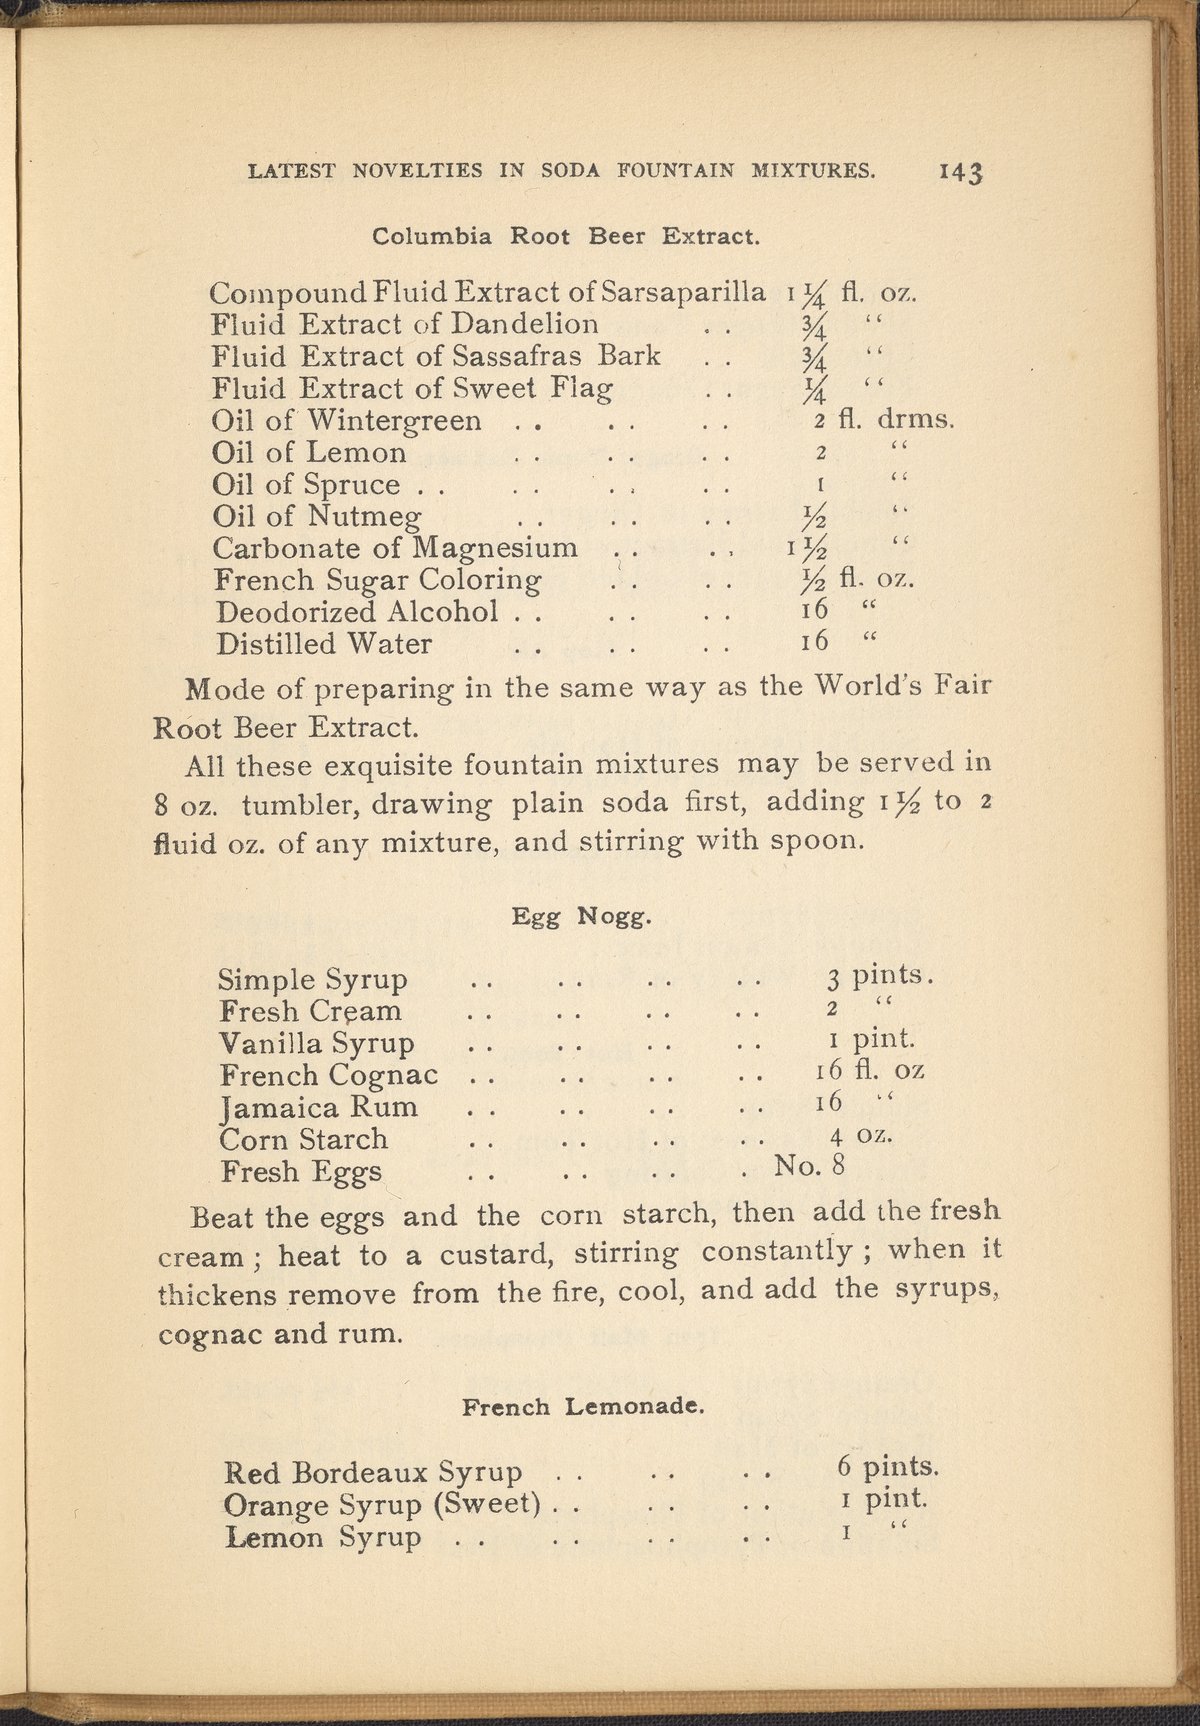 LATEST NOVELTIES IN SODA FOUNTAIN MIXTURES. 143
Columbia Root Beer Extract.
Compound Fluid Extract of Sarsaparilla 1 1/4 fl. oz.
Fluid Extract of Dandelion . . 3/4 "
Fluid Extract of Sassafras Bark . . 3/4 "
Fluid Extract of Sweet Flag . . 1/4 "
Oil of Wintergreen . . . . . . 2 fl. drms.
Oil of Lemon . . . . . . 2 "
Oil of Spruce . . . . . . . . 1 "
Oil of Nutmeg . . . . . . 1/2 "
Carbonate of Magnesium . . . . 1 1/2 "
French Sugar Coloring . . . . 1/2 fl. oz.
Deodorized Alcohol . . . . . . 16 "
Distilled Water . . . . . . 16 "
Mode of preparing in the same way as the World's Fair
Root Beer Extract.
All these exquisite fountain mixtures may be served in
8 oz. tumbler, drawing plain soda first, adding 1 1/2 to 2
fluid oz. of any mixture, and stirring with spoon.
Egg Nogg.
Simple Syrup . . . . . . . . 3 pints.
Fresh Cream . . . . . . . . 2 "
Vanilla Syrup . . . . . . . . 1 pint.
French Cognac . . . . . . . . 16 fl. oz
Jamaica Rum . . . . . . . . 16 "
Corn Starch . . . . . . . . 4 oz.
Fresh Eggs . . . . . . . No. 8
Beat the eggs and the corn starch, then add the fresh
cream ; heat to a custard, stirring constantly ; when it
thickens remove from the fire, cool, and add the syrups,
cognac and rum.
French Lemonade.
Red Bordeaux Syrup . . . . . . 6 pints.
Orange Syrup (Sweet) . . . . . . 1 pint.
Lemon Syrup . . . . . . . . 1 "